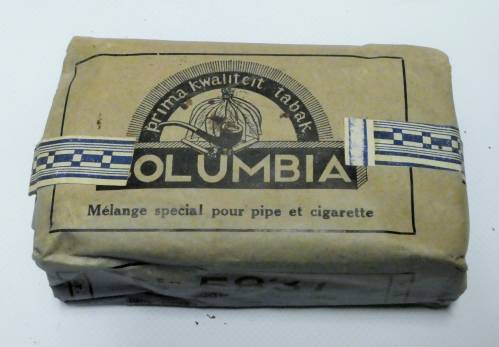 prima kwaliteit tabak
OLUMBIA
Mélange special pour pipe et cigarette